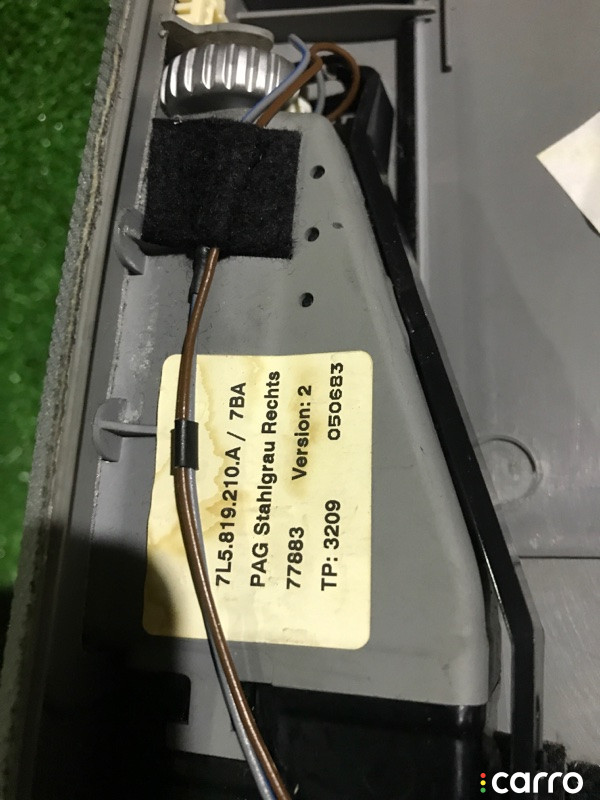 7L5.819.210.A / 7BA
PAG Stahlgrau Rechts
77883 Version: 2
TP: 3209 050683
carro